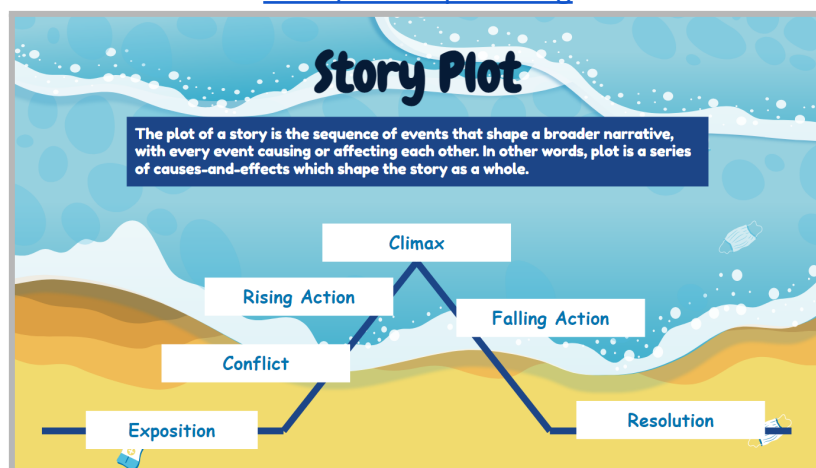 Story Plot
The plot of a story is the sequence of events that shape a broader narrative,
with every event causing or affecting each other. In other words, plot is a series
of causes-and-effects which shape the story as a whole.
Climax
Rising Action
Falling Action
Conflict
Exposition
Resolution